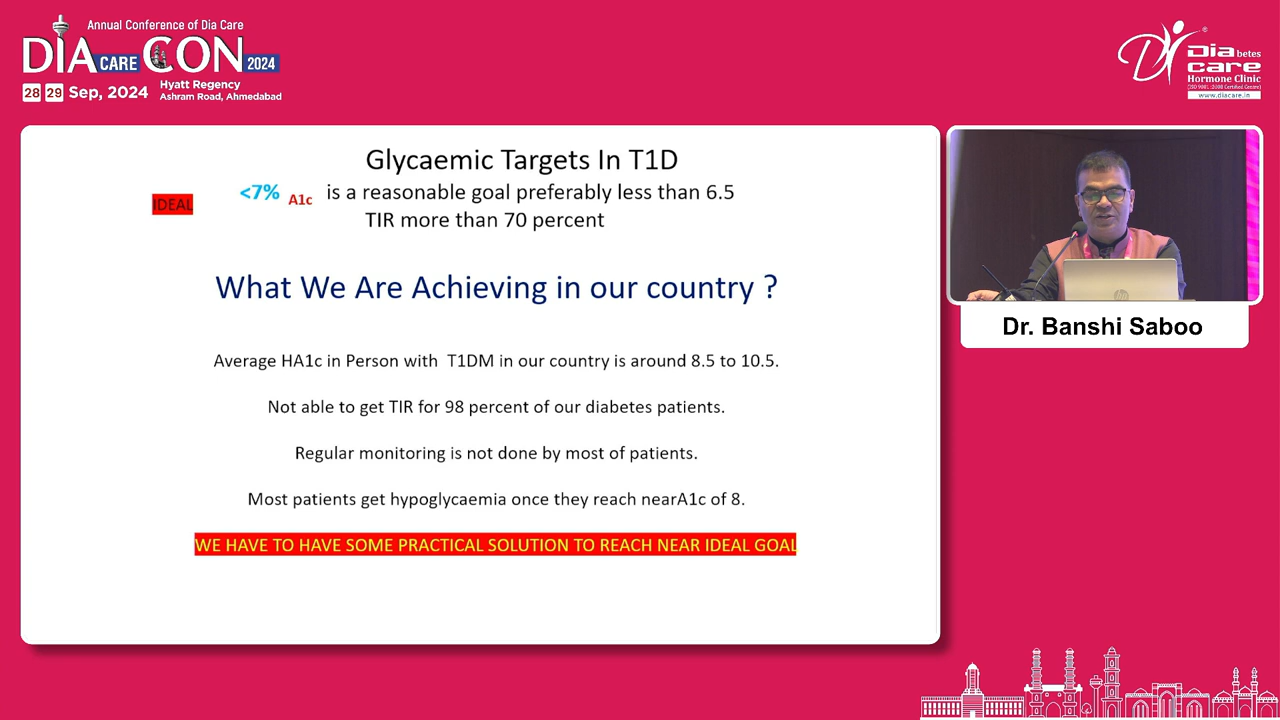 Annual Conference of Dia Care
DIA CARE CON 2024
28 29 Sep, 2024
Hyatt Regency
Ashram Road, Ahmedabad
Diabetes
care
Hormone Clinic
(ISO 9001:2008 Certified Centre)
www.diacare.in
Glycaemic Targets In T1D
IDEAL
<7% A1c is a reasonable goal preferably less than 6.5
TIR more than 70 percent
What We Are Achieving in our country ?
Average HA1c in Person with T1DM in our country is around 8.5 to 10.5.
Not able to get TIR for 98 percent of our diabetes patients.
Regular monitoring is not done by most of patients.
Most patients get hypoglycaemia once they reach nearA1c of 8.
WE HAVE TO HAVE SOME PRACTICAL SOLUTION TO REACH NEAR IDEAL GOAL
Dr. Banshi Saboo
hp